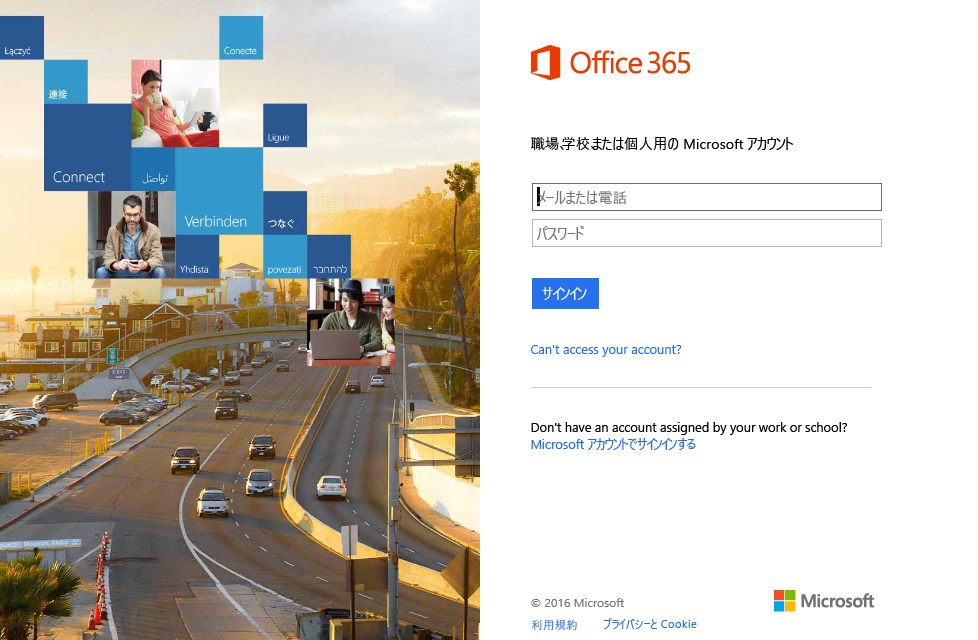 Łączyć
Conecte
連接
Ligue
Connect
تواصَل
Verbinden
つなぐ
Yhdista
povezati
להתחבר
EXIT
Office 365
職場、学校または個人用の Microsoft アカウント
メールまたは電話
パスワード
サインイン
Can't access your account?
Don't have an account assigned by your work or school?
Microsoft アカウントでサインインする
© 2016 Microsoft
利用規約
プライバシーと Cookie
Microsoft